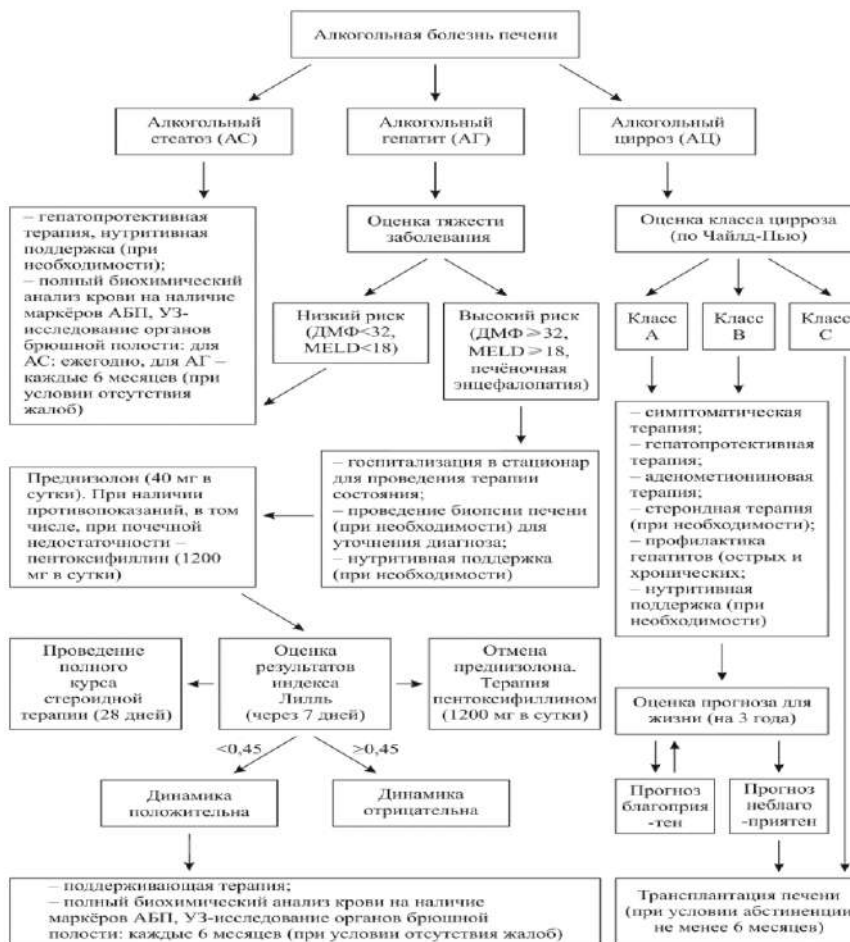 Алкогольная болезнь печени
Алкогольный
стеатоз (АС)
Алкогольный
гепатит (АГ)
Алкогольный
цирроз (АЦ)
– гепатопротективная
терапия, нутритивная
поддержка (при
необходимости);
– полный биохимический
анализ крови на наличие
маркёров АБП, УЗ-
исследование органов
брюшной полости: для
АС: ежегодно, для АГ –
каждые 6 месяцев (при
условии отсутствия
жалоб)
Оценка тяжести
заболевания
Оценка класса цирроза
(по Чайлд-Пью)
Низкий риск
(ДМФ<32,
MELD<18)
Высокий риск
(ДМФ⩾32,
MELD⩾18,
печёночная
энцефалопатия)
Класс
А
Класс
В
Класс
С
Преднизолон (40 мг в
сутки). При наличии
противопоказаний, в том
числе, при почечной
недостаточности –
пентоксифиллин (1200
мг в сутки)
– госпитализация в стационар
для проведения терапии
состояния;
– проведение биопсии печени
(при необходимости) для
уточнения диагноза;
– нутритивная поддержка
(при необходимости)
– симптоматическая
терапия;
– гепатопротективная
терапия;
– адеметиониновая
терапия;
– стероидная терапия
(при необходимости);
– профилактика
гепатитов (острых и
хронических;
– нутритивная
поддержка (при
необходимости)
Проведение
полного
курса
стероидной
терапии (28 дней)
Оценка
результатов
индекса
Лилль
(через 7 дней)
Отмена
преднизолона.
Терапия
пентоксифиллином
(1200 мг в сутки)
Оценка прогноза для
жизни (на 3 года)
<0,45
>0,45
Динамика
положительна
Динамика
отрицательна
Прогноз
благоприя
-тен
Прогноз
неблаго
-приятен
– поддерживающая терапия;
– полный биохимический анализ крови на наличие
маркёров АБП, УЗ-исследование органов брюшной
полости: каждые 6 месяцев (при условии отсутствия жалоб)
Трансплантация печени
(при условии абстиненции
не менее 6 месяцев)